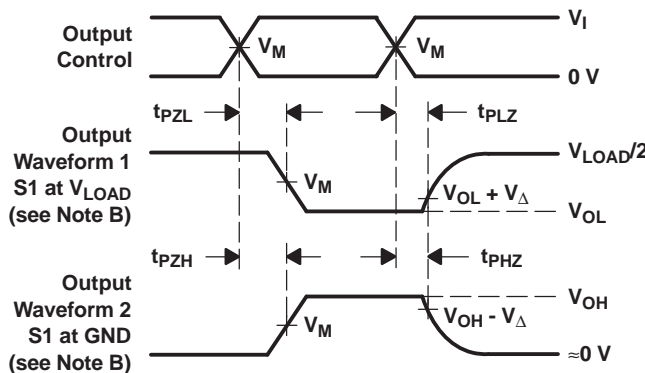 Output
Control
V_M
V_M
V_I
0 V
t_PZL
t_PLZ
Output
Waveform 1
S1 at V_LOAD
(see Note B)
V_M
V_OL + V_Δ
V_LOAD/2
V_OL
t_PZH
t_PHZ
Output
Waveform 2
S1 at GND
(see Note B)
V_M
V_OH - V_Δ
V_OH
≈0 V